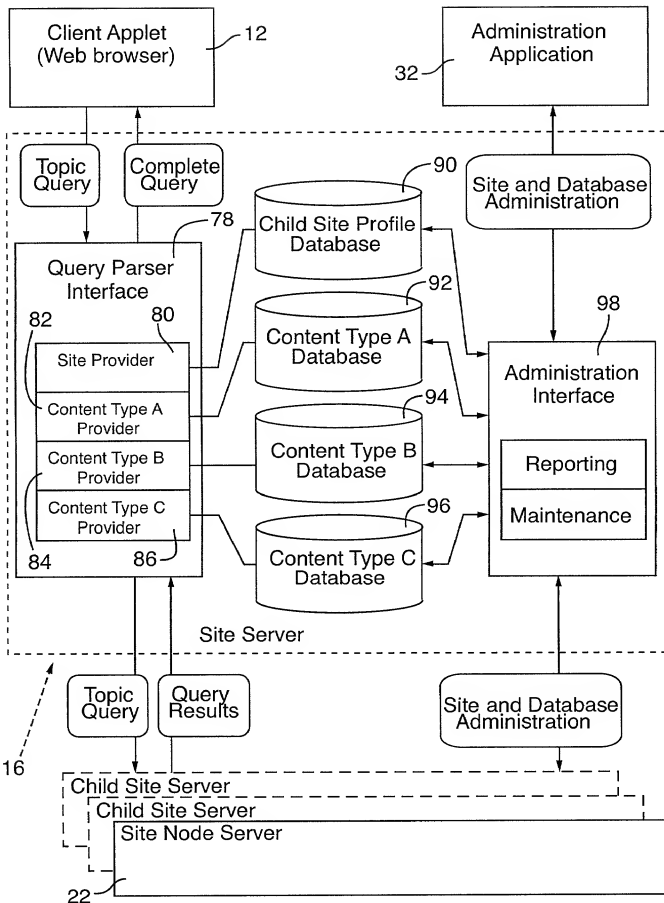 Client Applet
(Web browser)
12
Administration
Application
32
Topic
Query
Complete
Query
90
Site and Database
Administration
78
Child Site Profile
Database
Query Parser
Interface
82
80
92
98
Site Provider
Content Type A
Database
Administration
Interface
Content Type A
Provider
94
Content Type B
Provider
Content Type B
Database
Reporting
Content Type C
Provider
96
Maintenance
84
86
Content Type C
Database
Site Server
Topic
Query
Query
Results
Site and Database
Administration
16
Child Site Server
Child Site Server
Site Node Server
22